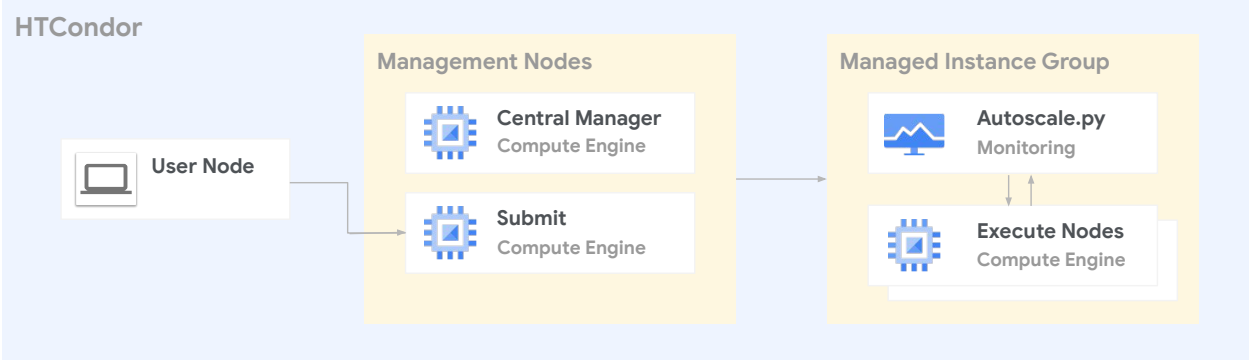 HTCondor
Management Nodes
Central Manager
Compute Engine
User Node
Submit
Compute Engine
Managed Instance Group
Autoscale.py
Monitoring
Execute Nodes
Compute Engine